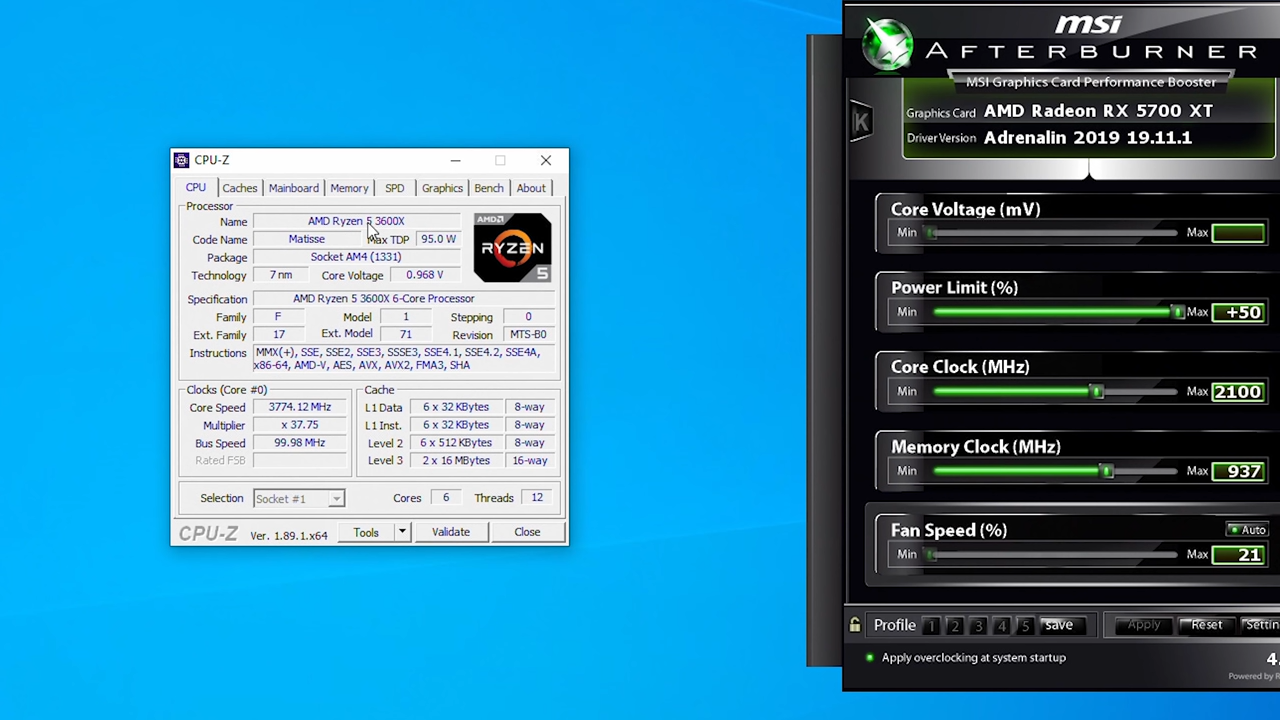 CPU-Z
CPU Caches Mainboard Memory SPD Graphics Bench About
Processor
Name AMD Ryzen 5 3600X
Code Name Matisse Max TDP 95.0 W
Package Socket AM4 (1331)
Technology 7 nm Core Voltage 0.968 V
AMD
RYZEN
5
Specification AMD Ryzen 5 3600X 6-Core Processor
Family F Model 1 Stepping 0
Ext. Family 17 Ext. Model 71 Revision MTS-B0
Instructions MMX(+), SSE, SSE2, SSE3, SSSE3, SSE4.1, SSE4.2, SSE4A,
x86-64, AMD-V, AES, AVX, AVX2, FMA3, SHA
Clocks (Core #0)
Core Speed 3774.12 MHz
Multiplier x 37.75
Bus Speed 99.98 MHz
Rated FSB
Cache
L1 Data 6 x 32 KBytes 8-way
L1 Inst. 6 x 32 KBytes 8-way
Level 2 6 x 512 KBytes 8-way
Level 3 2 x 16 MBytes 16-way
Selection Socket #1 Cores 6 Threads 12
CPU-Z Ver. 1.89.1.x64 Tools Validate Close
msi
AFTERBURNER
MSI Graphics Card Performance Booster
K
Graphics Card AMD Radeon RX 5700 XT
Driver Version Adrenalin 2019 19.11.1
Core Voltage (mV)
Min Max
Power Limit (%)
Min Max +50
Core Clock (MHz)
Min Max 2100
Memory Clock (MHz)
Min Max 937
Fan Speed (%) Auto
Min Max 21
Profile 1 2 3 4 5 save Apply Reset Settin
Apply overclocking at system startup 4.
Powered by R